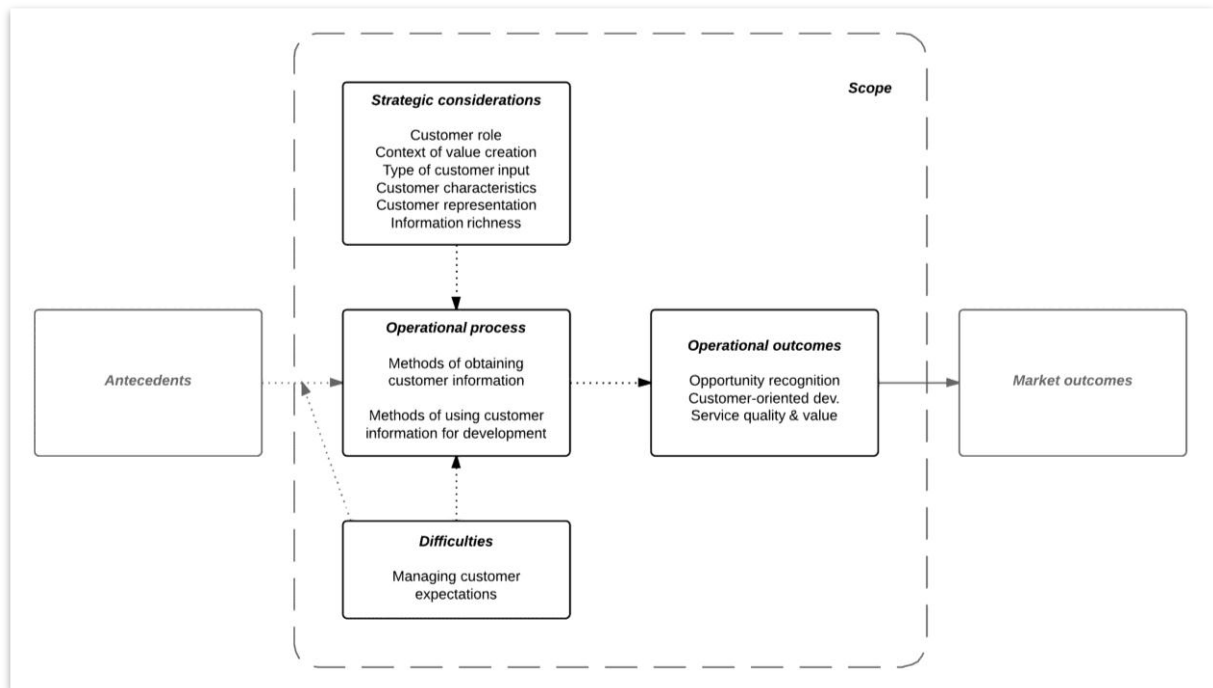 Scope
Strategic considerations
Customer role
Context of value creation
Type of customer input
Customer characteristics
Customer representation
Information richness
Antecedents
Operational process
Methods of obtaining
customer information
Methods of using customer
information for development
Operational outcomes
Opportunity recognition
Customer-oriented dev.
Service quality & value
Market outcomes
Difficulties
Managing customer
expectations